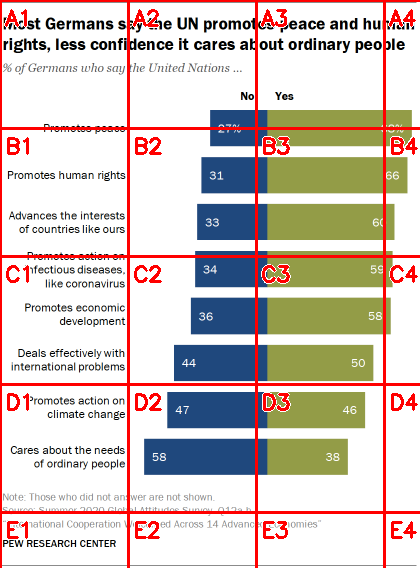 Most Germans say the UN promotes peace and human
rights, less confidence it cares about ordinary people
% of Germans who say the United Nations ...
No Yes
Promotes peace 27%
Promotes human rights 31 66
Advances the interests
of countries like ours 33 60
Promotes action on
infectious diseases,
like coronavirus 34 59
Promotes economic
development 36 58
Deals effectively with
international problems 44 50
Promotes action on
climate change 47 46
Cares about the needs
of ordinary people 58 38
Note: Those who did not answer are not shown.
Source: Summer 2020 Global Attitudes Survey. Q12a-h.
"International Cooperation Welcomed Across 14 Advanced Economies"
PEW RESEARCH CENTER
A1 A2 A3 A4
B1 B2 B3 B4
C1 C2 C3 C4
D1 D2 D3 D4
E1 E2 E3 E4